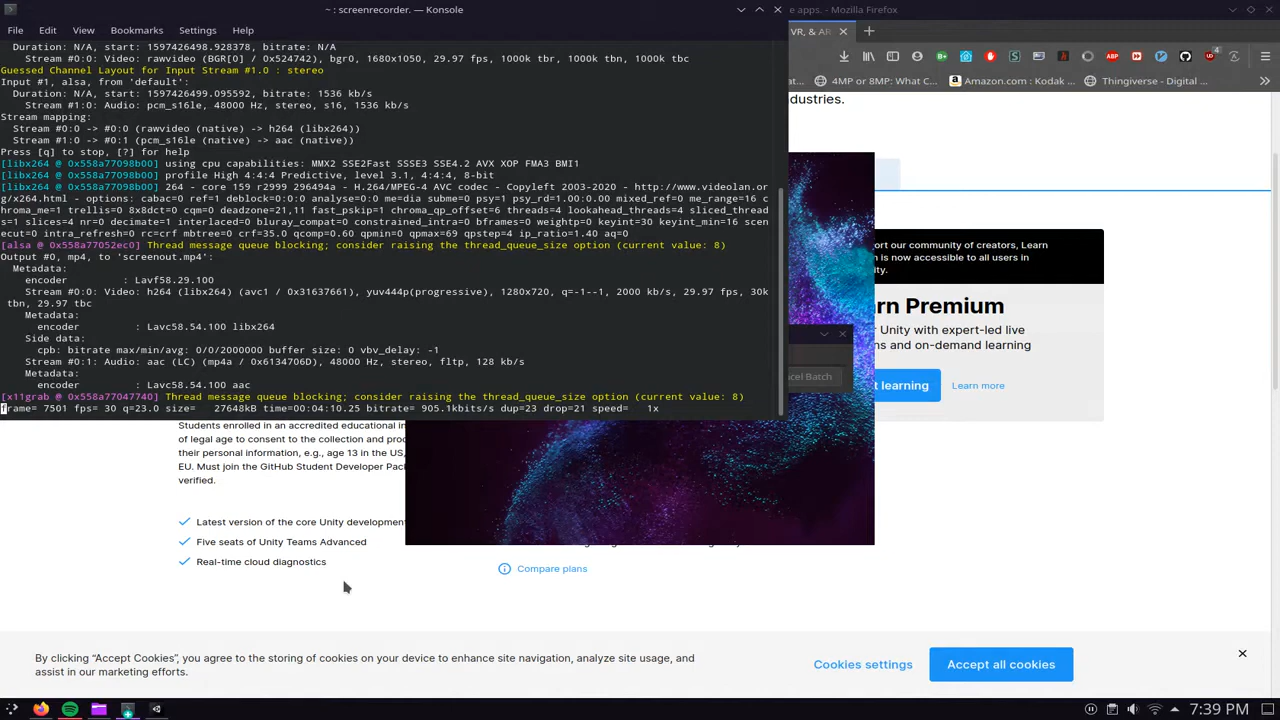 ~ : screenrecorder. — Konsole
e apps. - Mozilla Firefox
File Edit View Bookmarks Settings Help
VR, & AR
Duration: N/A, start: 1597426498.928378, bitrate: N/A
Stream #0:0: Video: rawvideo (BGR[0] / 0x524742), bgr0, 1680x1050, 29.97 fps, 1000k tbr, 1000k tbn, 1000k tbc
Guessed Channel Layout for Input Stream #1.0 : stereo
Input #1, alsa, from 'default':
Duration: N/A, start: 1597426499.095592, bitrate: 1536 kb/s
Stream #1:0: Audio: pcm_s16le, 48000 Hz, stereo, s16, 1536 kb/s
Stream mapping:
Stream #0:0 -> #0:0 (rawvideo (native) -> h264 (libx264))
Stream #1:0 -> #0:1 (pcm_s16le (native) -> aac (native))
Press [q] to stop, [?] for help
[libx264 @ 0x558a77098b00] using cpu capabilities: MMX2 SSE2Fast SSSE3 SSE4.2 AVX XOP FMA3 BMI1
[libx264 @ 0x558a77098b00] profile High 4:4:4 Predictive, level 3.1, 4:4:4, 8-bit
[libx264 @ 0x558a77098b00] 264 - core 159 r2999 296494a - H.264/MPEG-4 AVC codec - Copyleft 2003-2020 - http://www.videolan.or
g/x264.html - options: cabac=0 ref=1 deblock=0:0:0 analyse=0:0 me=dia subme=0 psy=1 psy_rd=1.00:0.00 mixed_ref=0 me_range=16 c
hroma_me=1 trellis=0 8x8dct=0 cqm=0 deadzone=21,11 fast_pskip=1 chroma_qp_offset=6 threads=4 lookahead_threads=4 sliced_thread
s=1 slices=4 nr=0 decimate=1 interlaced=0 bluray_compat=0 constrained_intra=0 bframes=0 weightp=0 keyint=30 keyint_min=16 scen
ecut=0 intra_refresh=0 rc=crf mbtree=0 crf=35.0 qcomp=0.60 qpmin=0 qpmax=69 qpstep=4 ip_ratio=1.40 aq=0
[alsa @ 0x558a77052ec0] Thread message queue blocking; consider raising the thread_queue_size option (current value: 8)
Output #0, mp4, to 'screenout.mp4':
Metadata:
encoder : Lavf58.29.100
Stream #0:0: Video: h264 (libx264) (avc1 / 0x31637661), yuv444p(progressive), 1280x720, q=-1--1, 2000 kb/s, 29.97 fps, 30k
tbn, 29.97 tbc
Metadata:
encoder : Lavc58.54.100 libx264
Side data:
cpb: bitrate max/min/avg: 0/0/2000000 buffer size: 0 vbv_delay: -1
Stream #0:1: Audio: aac (LC) (mp4a / 0x6134706D), 48000 Hz, stereo, fltp, 128 kb/s
Metadata:
encoder : Lavc58.54.100 aac
[x11grab @ 0x558a77047740] Thread message queue blocking; consider raising the thread_queue_size option (current value: 8)
frame= 7501 fps= 30 q=23.0 size= 27648kB time=00:04:10.25 bitrate= 905.1kbits/s dup=23 drop=21 speed= 1x
4MP or 8MP: What C... Amazon.com : Kodak ... Thingiverse - Digital ...
dustries.
ort our community of creators, Learn
n is now accessible to all users in
ity.
rn Premium
r Unity with expert-led live
ns and on-demand learning
t learning Learn more
cel Batch
Students enrolled in an accredited educational in
of legal age to consent to the collection and proc
their personal information, e.g., age 13 in the US,
EU. Must join the GitHub Student Developer Pac
verified.
Latest version of the core Unity developmen
Five seats of Unity Teams Advanced
Real-time cloud diagnostics
Compare plans
By clicking “Accept Cookies”, you agree to the storing of cookies on your device to enhance site navigation, analyze site usage, and
assist in our marketing efforts.
Cookies settings Accept all cookies
7:39 PM